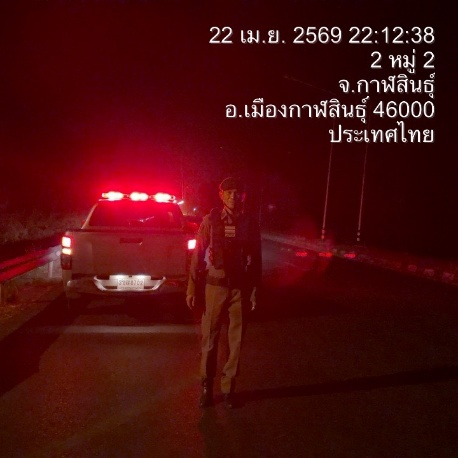 22 เม.ย. 2569 22:12:38
2 หมู่ 2
จ.กาฬสินธุ์
อ.เมืองกาฬสินธุ์ 46000
ประเทศไทย